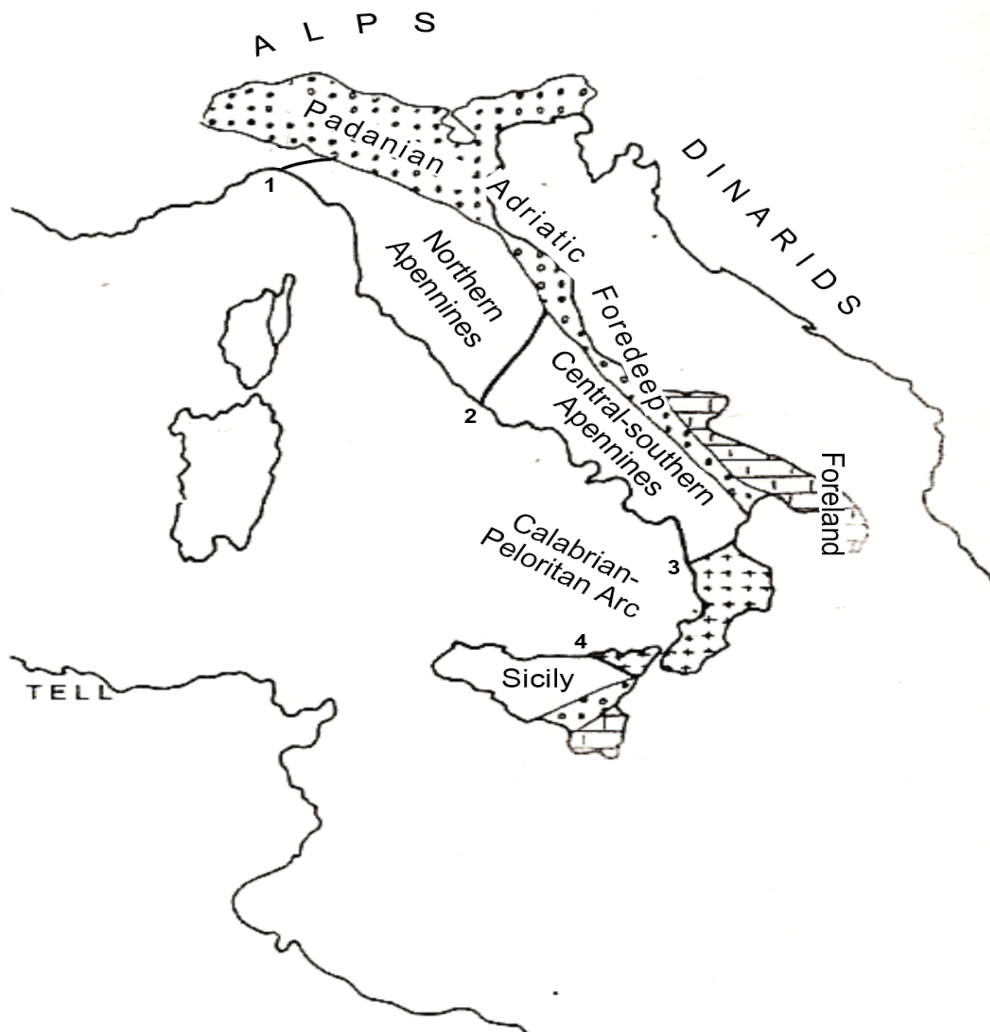 ALPS
Padanian
1
DINARIDS
Adriatic
Northern
Apennines
Foredeep
2
Central-southern
Apennines
Foreland
Calabrian-
Peloritan Arc
3
4
Sicily
TELL